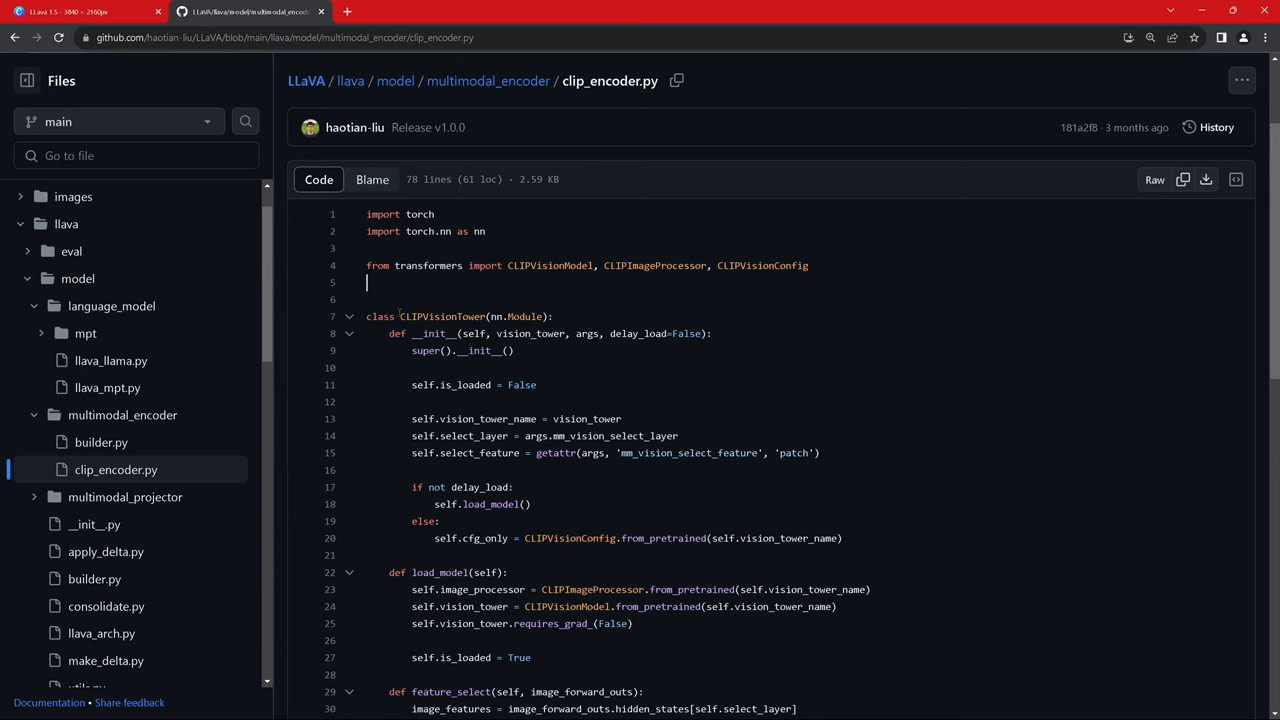 LLava 1.5 - 3840 × 2160px
LLaVA/llava/model/multimodal_enco
github.com/haotian-liu/LLaVA/blob/main/llava/model/multimodal_encoder/clip_encoder.py
Files
main
Go to file
images
llava
eval
model
language_model
mpt
llava_llama.py
llava_mpt.py
multimodal_encoder
builder.py
clip_encoder.py
multimodal_projector
__init__.py
apply_delta.py
builder.py
consolidate.py
llava_arch.py
make_delta.py
utils.py
Documentation • Share feedback
LLaVA / llava / model / multimodal_encoder / clip_encoder.py
haotian-liu Release v1.0.0
181a2f8 · 3 months ago History
Code Blame 78 lines (61 loc) · 2.59 KB Raw
1 import torch
2 import torch.nn as nn
3
4 from transformers import CLIPVisionModel, CLIPImageProcessor, CLIPVisionConfig
5
6
7 class CLIPVisionTower(nn.Module):
8 def __init__(self, vision_tower, args, delay_load=False):
9 super().__init__()
10
11 self.is_loaded = False
12
13 self.vision_tower_name = vision_tower
14 self.select_layer = args.mm_vision_select_layer
15 self.select_feature = getattr(args, 'mm_vision_select_feature', 'patch')
16
17 if not delay_load:
18 self.load_model()
19 else:
20 self.cfg_only = CLIPVisionConfig.from_pretrained(self.vision_tower_name)
21
22 def load_model(self):
23 self.image_processor = CLIPImageProcessor.from_pretrained(self.vision_tower_name)
24 self.vision_tower = CLIPVisionModel.from_pretrained(self.vision_tower_name)
25 self.vision_tower.requires_grad_(False)
26
27 self.is_loaded = True
28
29 def feature_select(self, image_forward_outs):
30 image_features = image_forward_outs.hidden_states[self.select_layer]